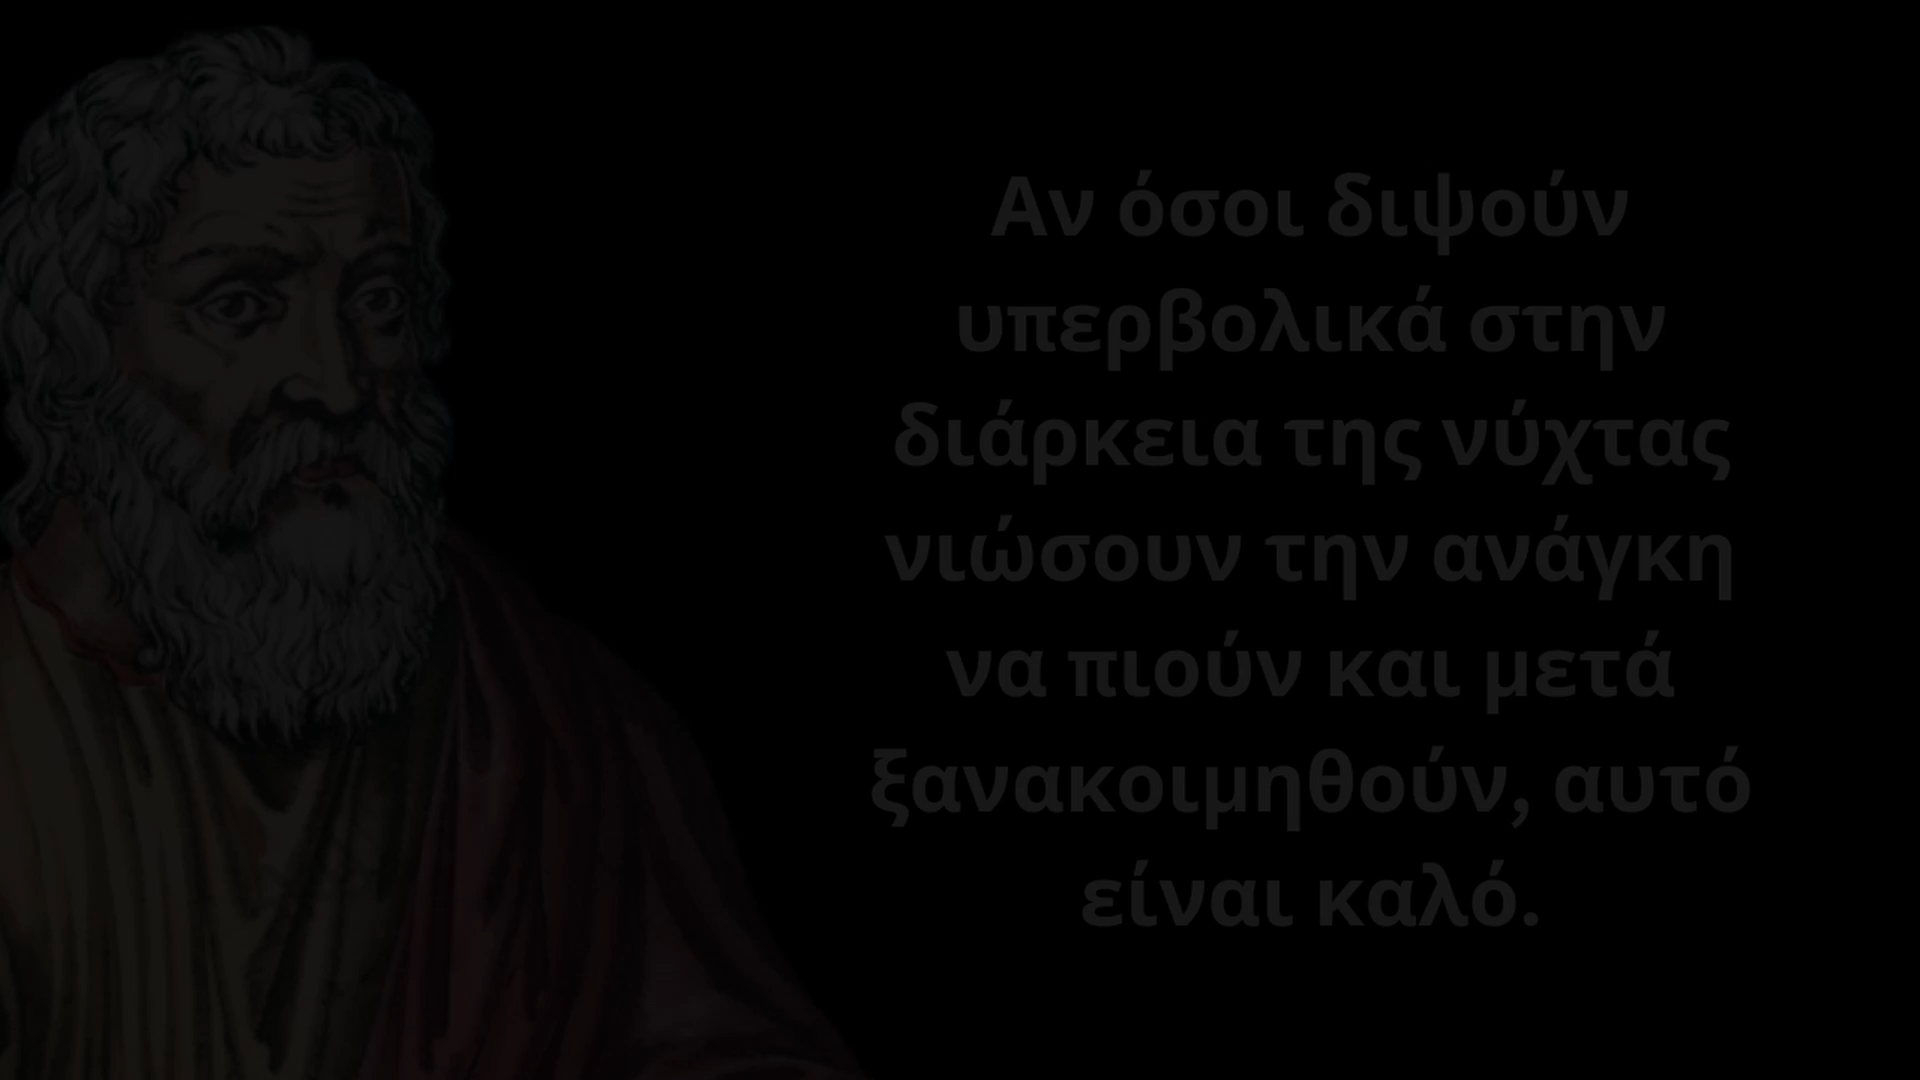 Αν όσοι διψούν
υπερβολικά στην
διάρκεια της νύχτας
νιώσουν την ανάγκη
να πιούν και μετά
ξανακοιμηθούν, αυτό
είναι καλό.